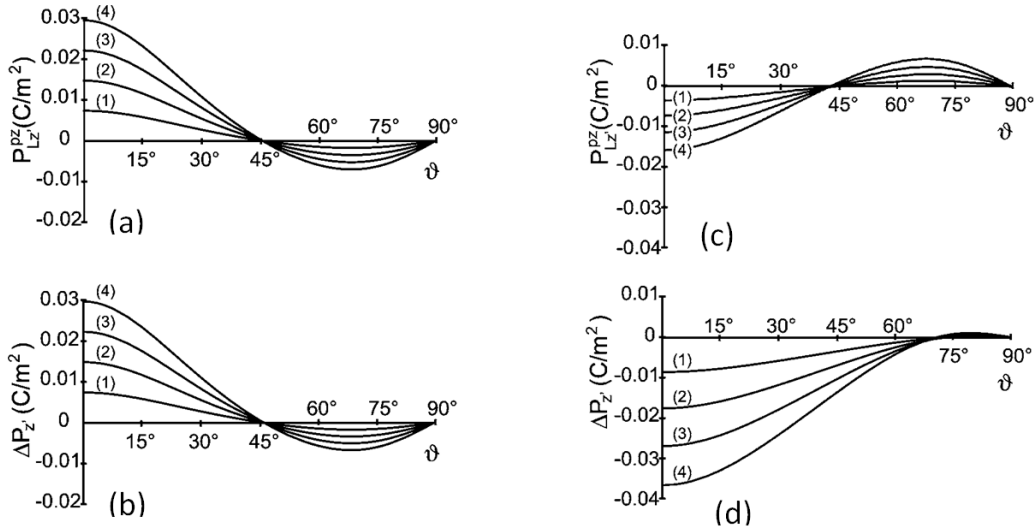 0.03
0.02
0.01
0
-0.01
-0.02
P_Lz'^pz (C/m²)
(4)
(3)
(2)
(1)
15° 30° 45° 60° 75° 90°
ϑ
(a)
0.01
0
-0.01
-0.02
-0.03
-0.04
P_Lz'^pz (C/m²)
15° 30° 45° 60° 75° 90°
ϑ
(1)
(2)
(3)
(4)
(c)
0.03
0.02
0.01
0
-0.01
-0.02
ΔP_z' (C/m²)
(4)
(3)
(2)
(1)
15° 30° 45° 60° 75° 90°
ϑ
(b)
0.01
0
-0.01
-0.02
-0.03
-0.04
ΔP_z' (C/m²)
15° 30° 45° 60° 75° 90°
ϑ
(1)
(2)
(3)
(4)
(d)